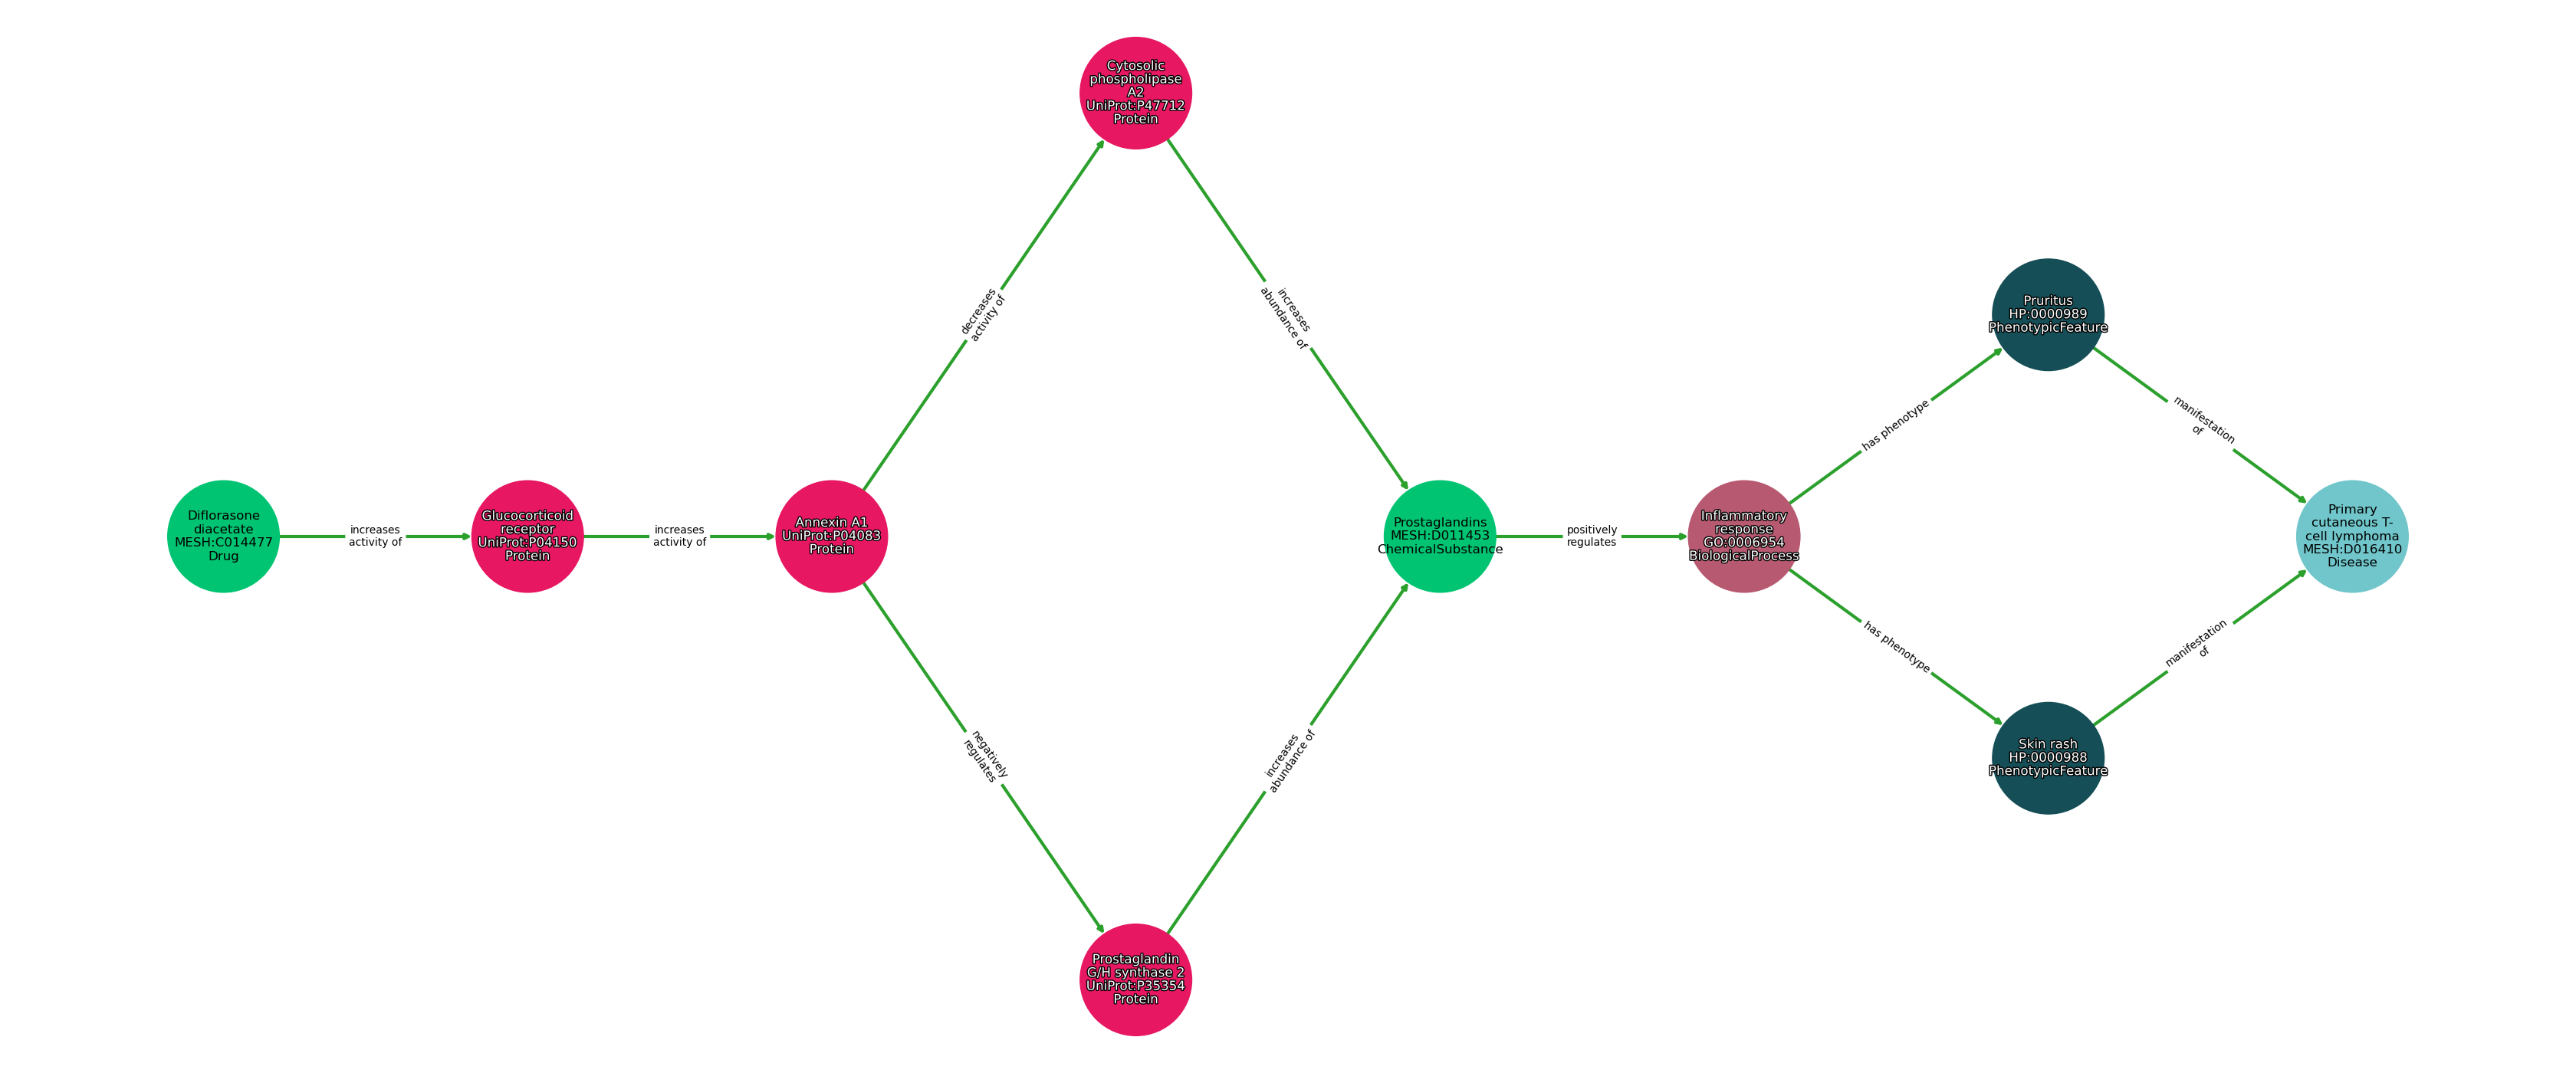 Cytosolic
phospholipase
A2
UniProt:P47712
Protein
decreases
activity of
increases
abundance of
Pruritus
HP:0000989
PhenotypicFeature
has phenotype
manifestation
of
Diflorasone
diacetate
MESH:C014477
Drug
increases
activity of
Glucocorticoid
receptor
UniProt:P04150
Protein
increases
activity of
Annexin A1
UniProt:P04083
Protein
Prostaglandins
MESH:D011453
ChemicalSubstance
positively
regulates
Inflammatory
response
GO:0006954
BiologicalProcess
Primary
cutaneous T-
cell lymphoma
MESH:D016410
Disease
has phenotype
manifestation
of
Skin rash
HP:0000988
PhenotypicFeature
negatively
regulates
increases
abundance of
Prostaglandin
G/H synthase 2
UniProt:P35354
Protein